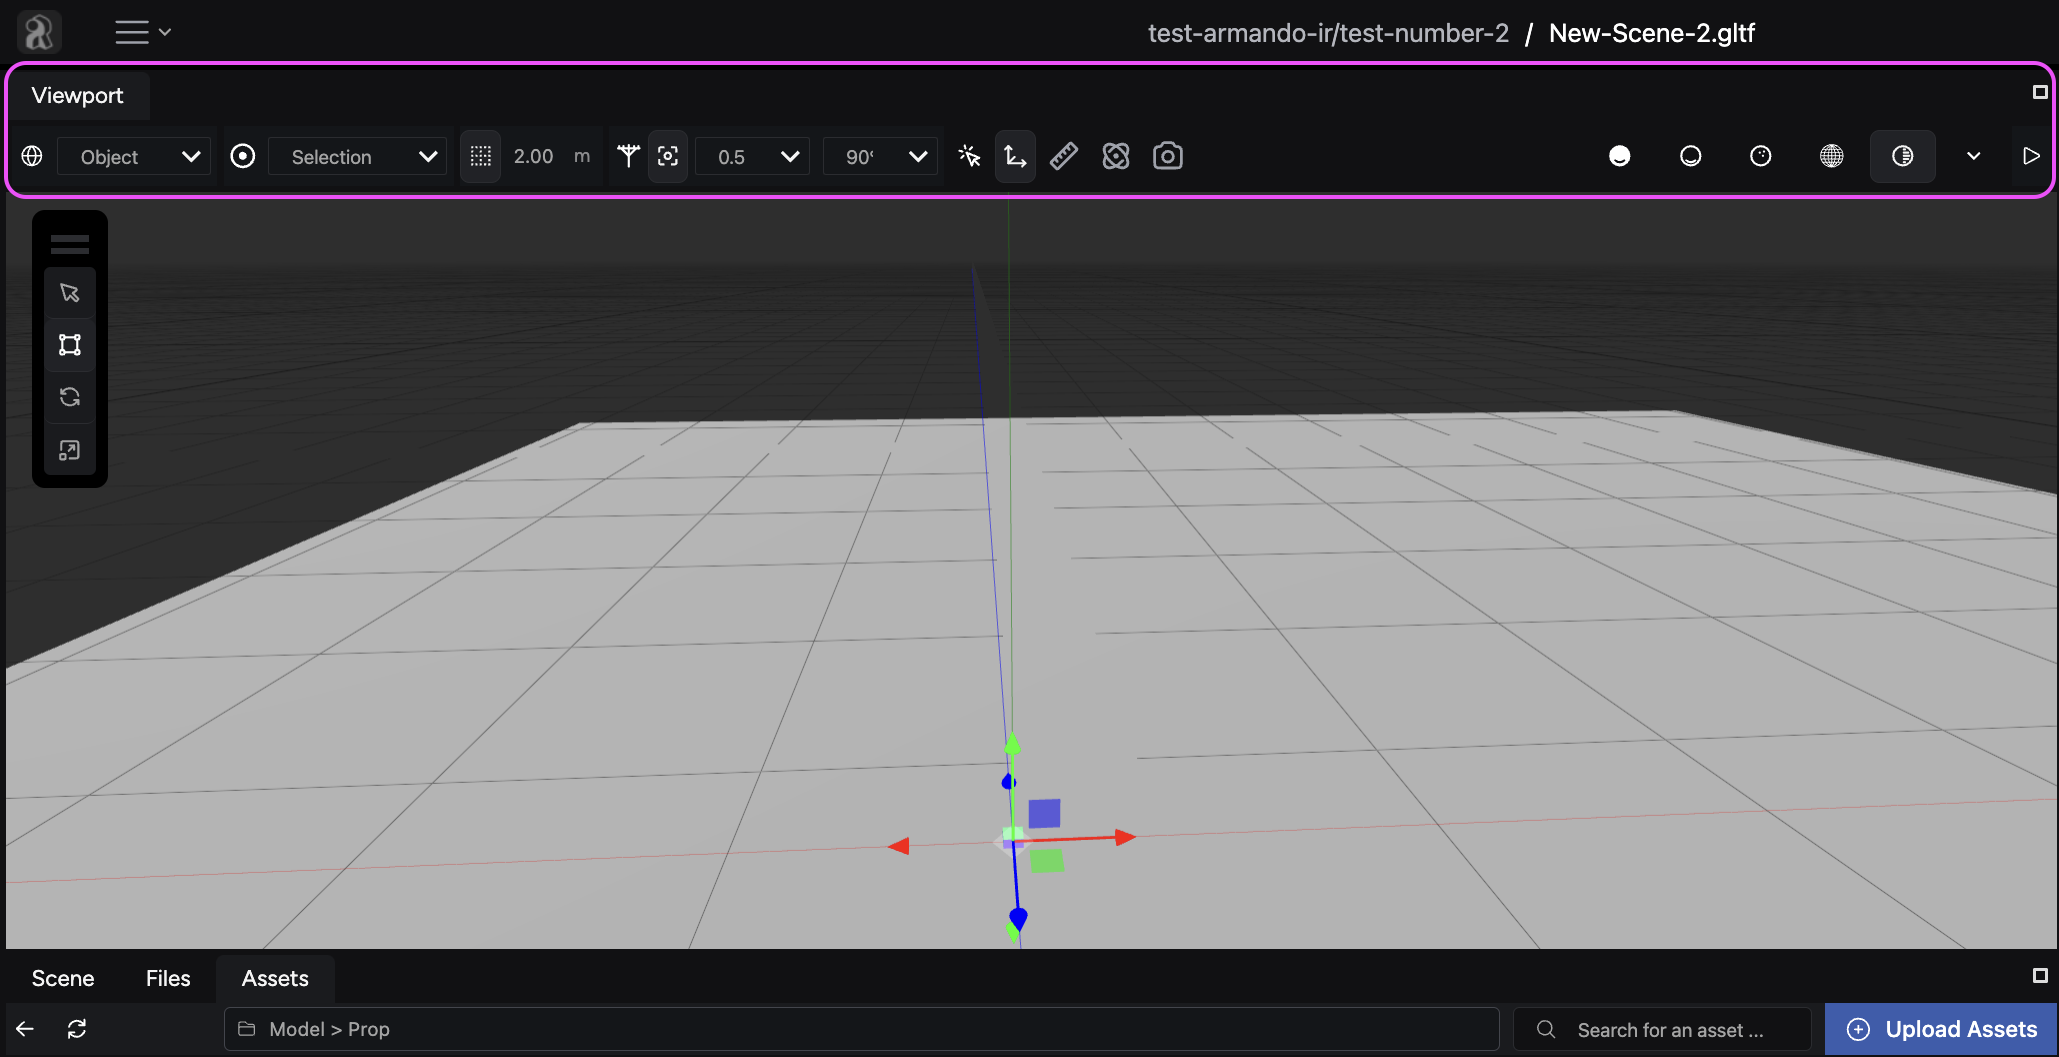 test-armando-ir/test-number-2 / New-Scene-2.gltf
Viewport
Object Selection 2.00 m 0.5 90°
Scene Files Assets
Model > Prop Search for an asset ... Upload Assets